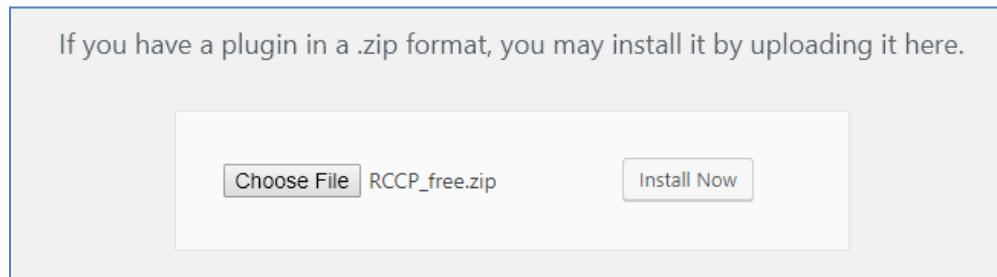 If you have a plugin in a .zip format, you may install it by uploading it here.
Choose File RCCP_free.zip Install Now